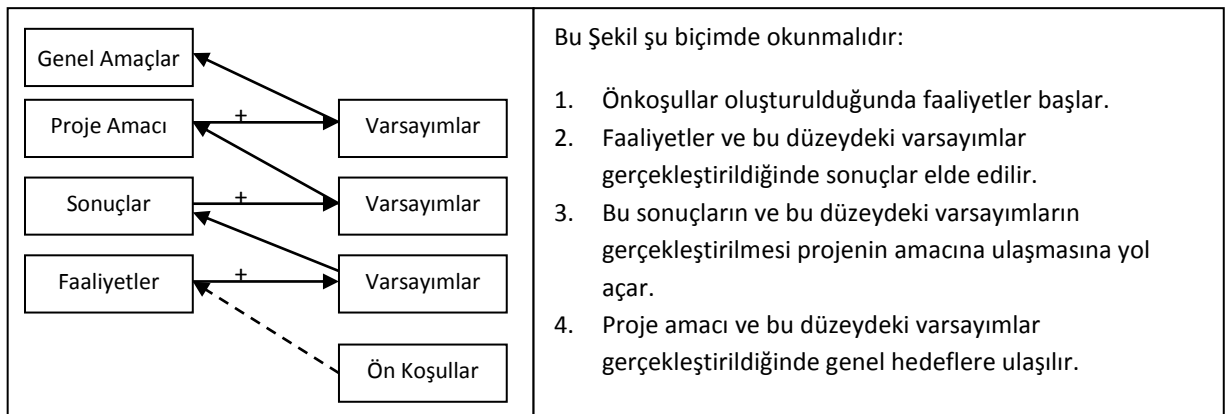 Genel Amaçlar
Proje Amacı
+
Varsayımlar
Sonuçlar
+
Varsayımlar
Faaliyetler
+
Varsayımlar
Ön Koşullar
Bu Şekil şu biçimde okunmalıdır:
1. Önkoşullar oluşturulduğunda faaliyetler başlar.
2. Faaliyetler ve bu düzeydeki varsayımlar
gerçekleştirildiğinde sonuçlar elde edilir.
3. Bu sonuçların ve bu düzeydeki varsayımların
gerçekleştirilmesi projenin amacına ulaşmasına yol
açar.
4. Proje amacı ve bu düzeydeki varsayımlar
gerçekleştirildiğinde genel hedeflere ulaşılır.